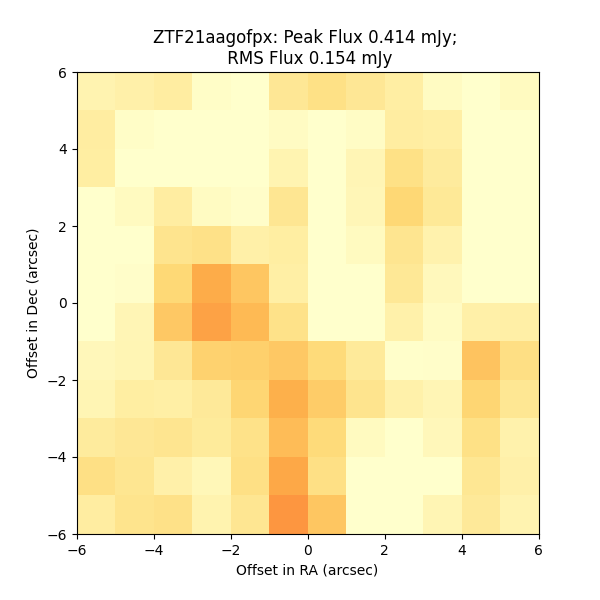 ZTF21aagofpx: Peak Flux 0.414 mJy;
RMS Flux 0.154 mJy
6
4
2
0
−2
−4
−6
Offset in Dec (arcsec)
−6 −4 −2 0 2 4 6
Offset in RA (arcsec)